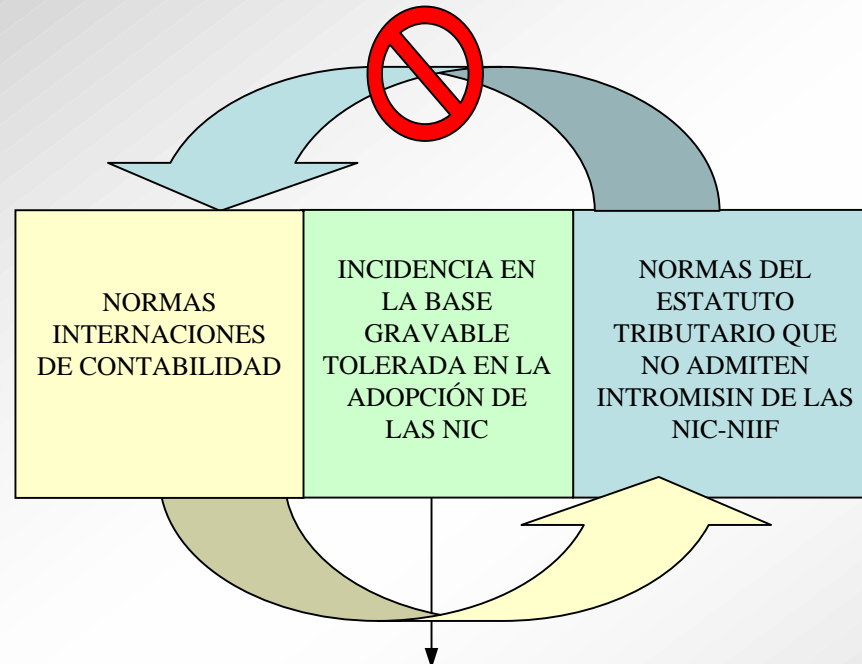 NORMAS
INTERNACIONES
DE CONTABILIDAD
INCIDENCIA EN
LA BASE
GRAVABLE
TOLERADA EN LA
ADOPCIÓN DE
LAS NIC
NORMAS DEL
ESTATUTO
TRIBUTARIO QUE
NO ADMITEN
INTROMISIN DE LAS
NIC-NIIF